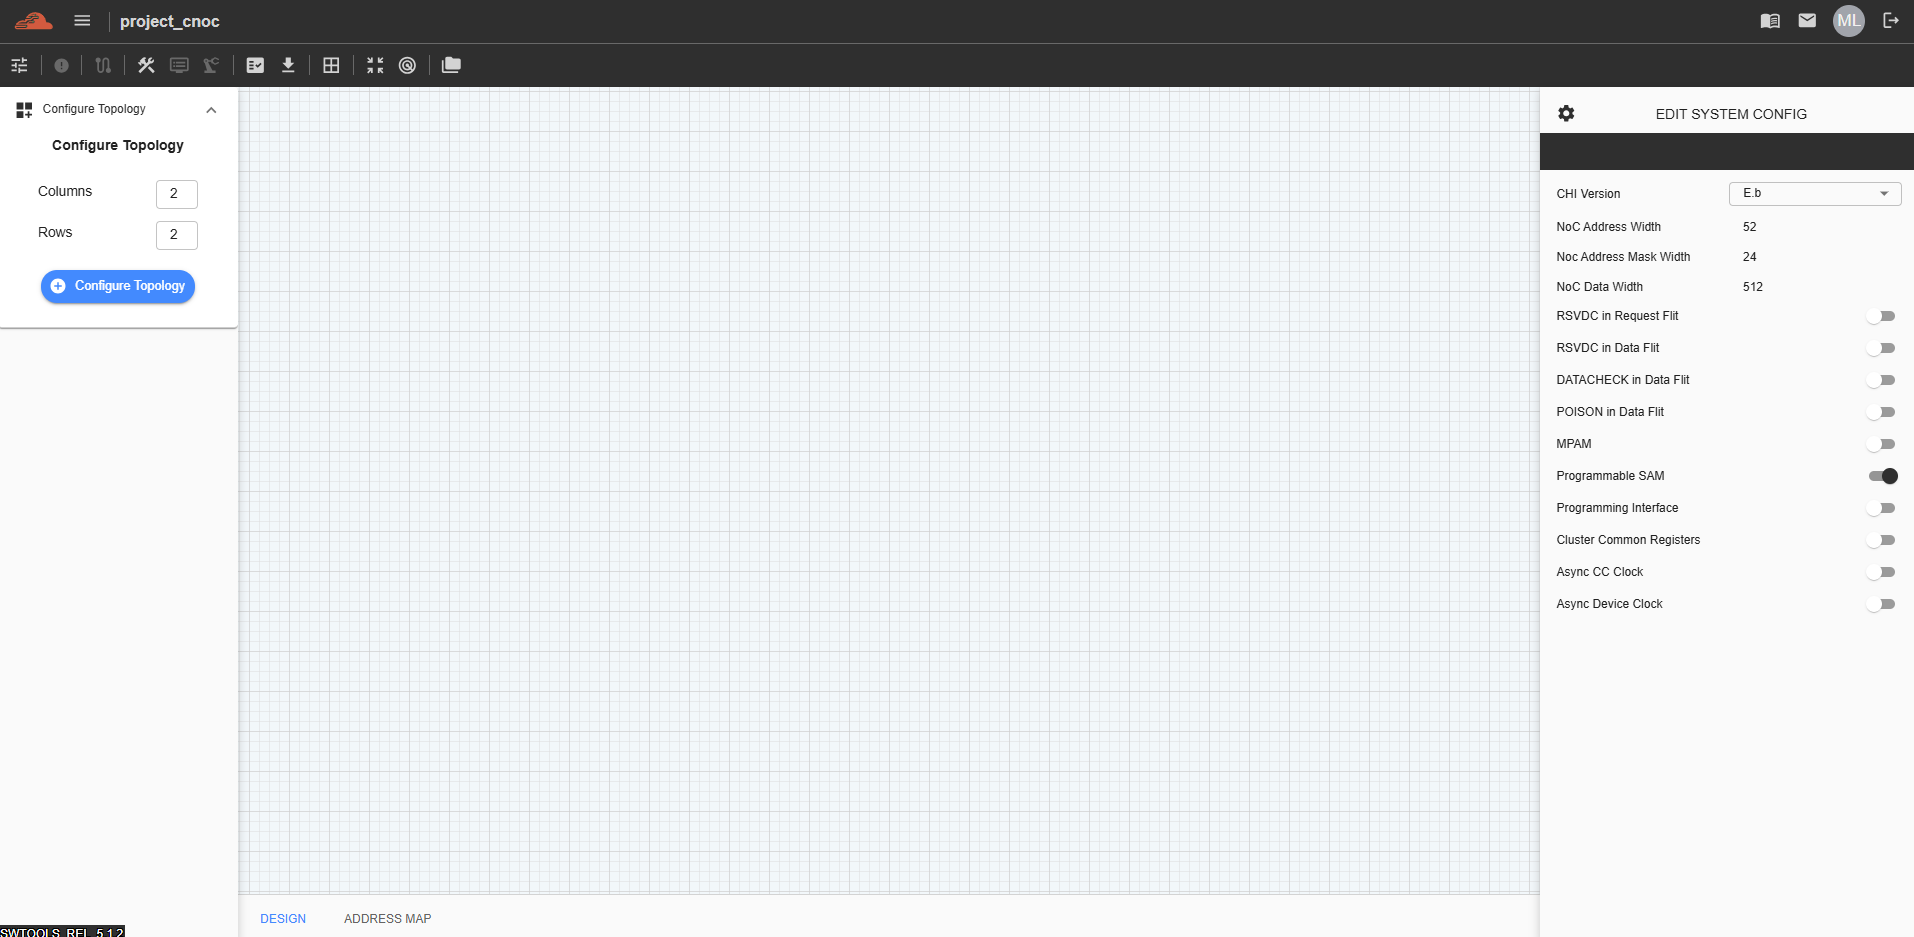 project_cnoc
ML
Configure Topology
Configure Topology
Columns 2
Rows 2
Configure Topology
EDIT SYSTEM CONFIG
CHI Version E.b
NoC Address Width 52
Noc Address Mask Width 24
NoC Data Width 512
RSVDC in Request Flit
RSVDC in Data Flit
DATACHECK in Data Flit
POISON in Data Flit
MPAM
Programmable SAM
Programming Interface
Cluster Common Registers
Async CC Clock
Async Device Clock
DESIGN ADDRESS MAP
SWTOOLS_REL_5.1.2